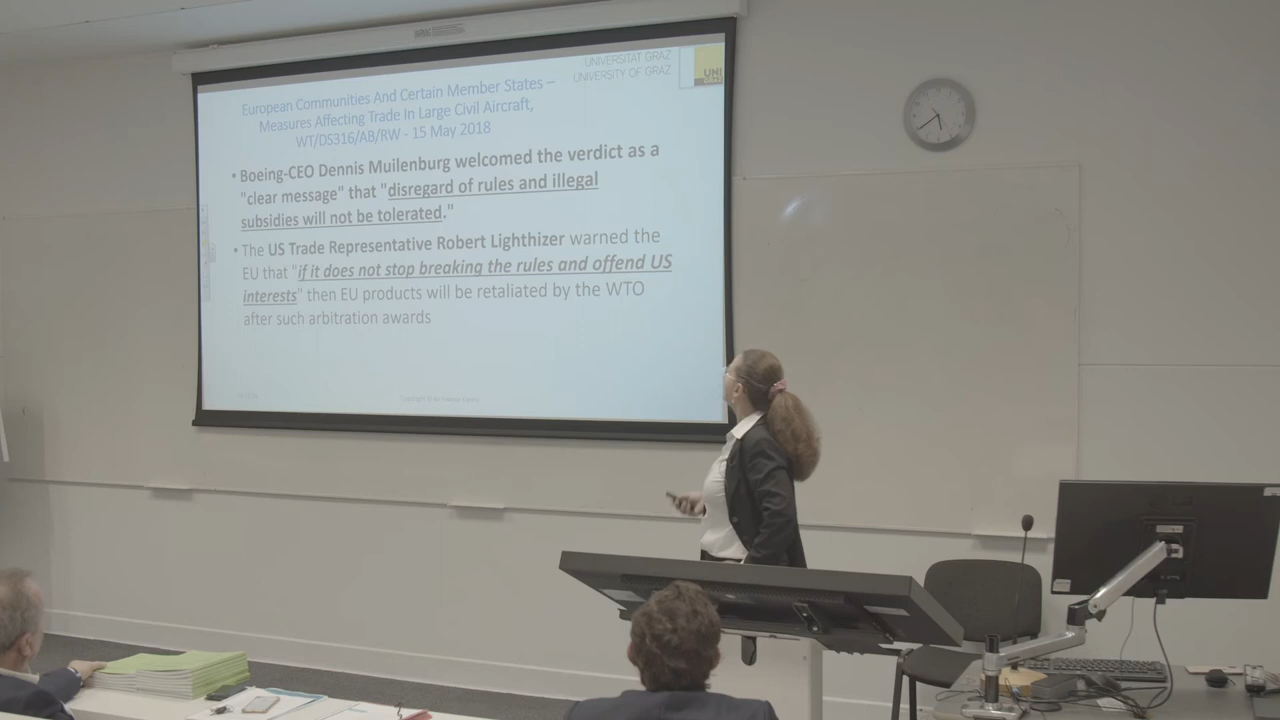 UNIVERSITÄT GRAZ
UNIVERSITY OF GRAZ
UNI
GRAZ
European Communities And Certain Member States –
Measures Affecting Trade In Large Civil Aircraft,
WT/DS316/AB/RW - 15 May 2018
• Boeing-CEO Dennis Muilenburg welcomed the verdict as a
"clear message" that "disregard of rules and illegal
subsidies will not be tolerated."
• The US Trade Representative Robert Lighthizer warned the
EU that "if it does not stop breaking the rules and offend US
interests" then EU products will be retaliated by the WTO
after such arbitration awards